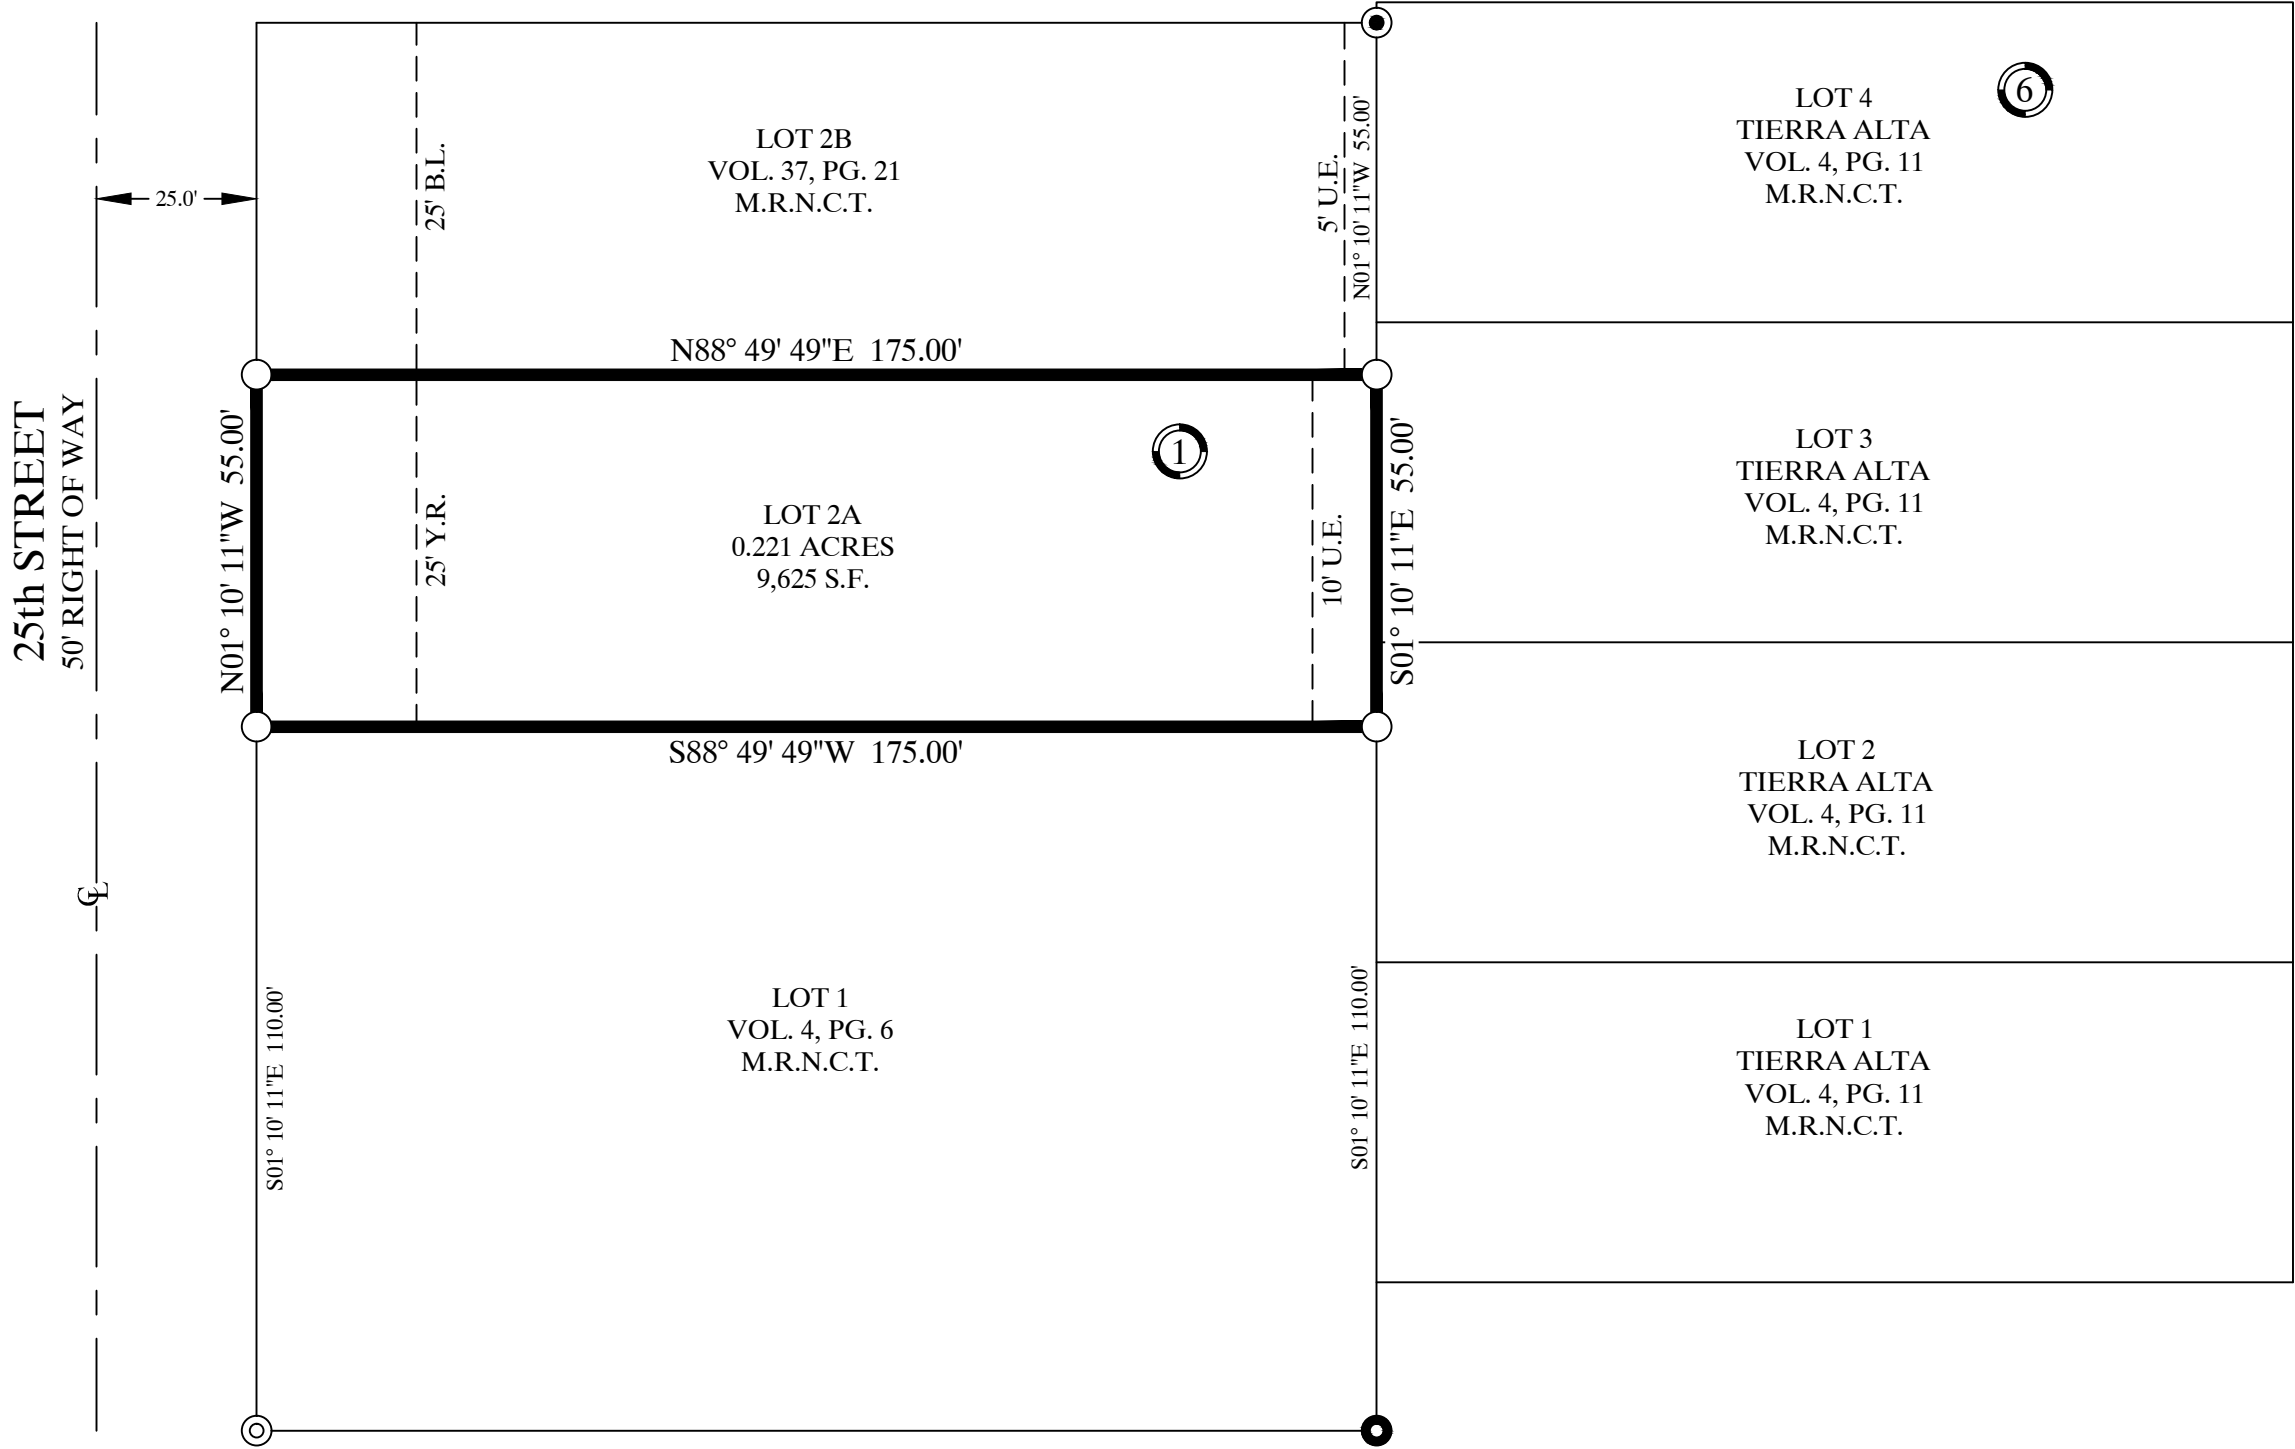 25th STREET
50' RIGHT OF WAY
℄
25.0'
LOT 2B
VOL. 37, PG. 21
M.R.N.C.T.
25' B.L.
5' U.E.
N01° 10' 11"W 55.00'
N88° 49' 49"E 175.00'
N01° 10' 11"W 55.00'
25' Y.R.
LOT 2A
0.221 ACRES
9,625 S.F.
1
10' U.E.
S01° 10' 11"E 55.00'
S88° 49' 49"W 175.00'
S01° 10' 11"E 110.00'
LOT 1
VOL. 4, PG. 6
M.R.N.C.T.
S01° 10' 11"E 110.00'
LOT 4
TIERRA ALTA
VOL. 4, PG. 11
M.R.N.C.T.
6
LOT 3
TIERRA ALTA
VOL. 4, PG. 11
M.R.N.C.T.
LOT 2
TIERRA ALTA
VOL. 4, PG. 11
M.R.N.C.T.
LOT 1
TIERRA ALTA
VOL. 4, PG. 11
M.R.N.C.T.